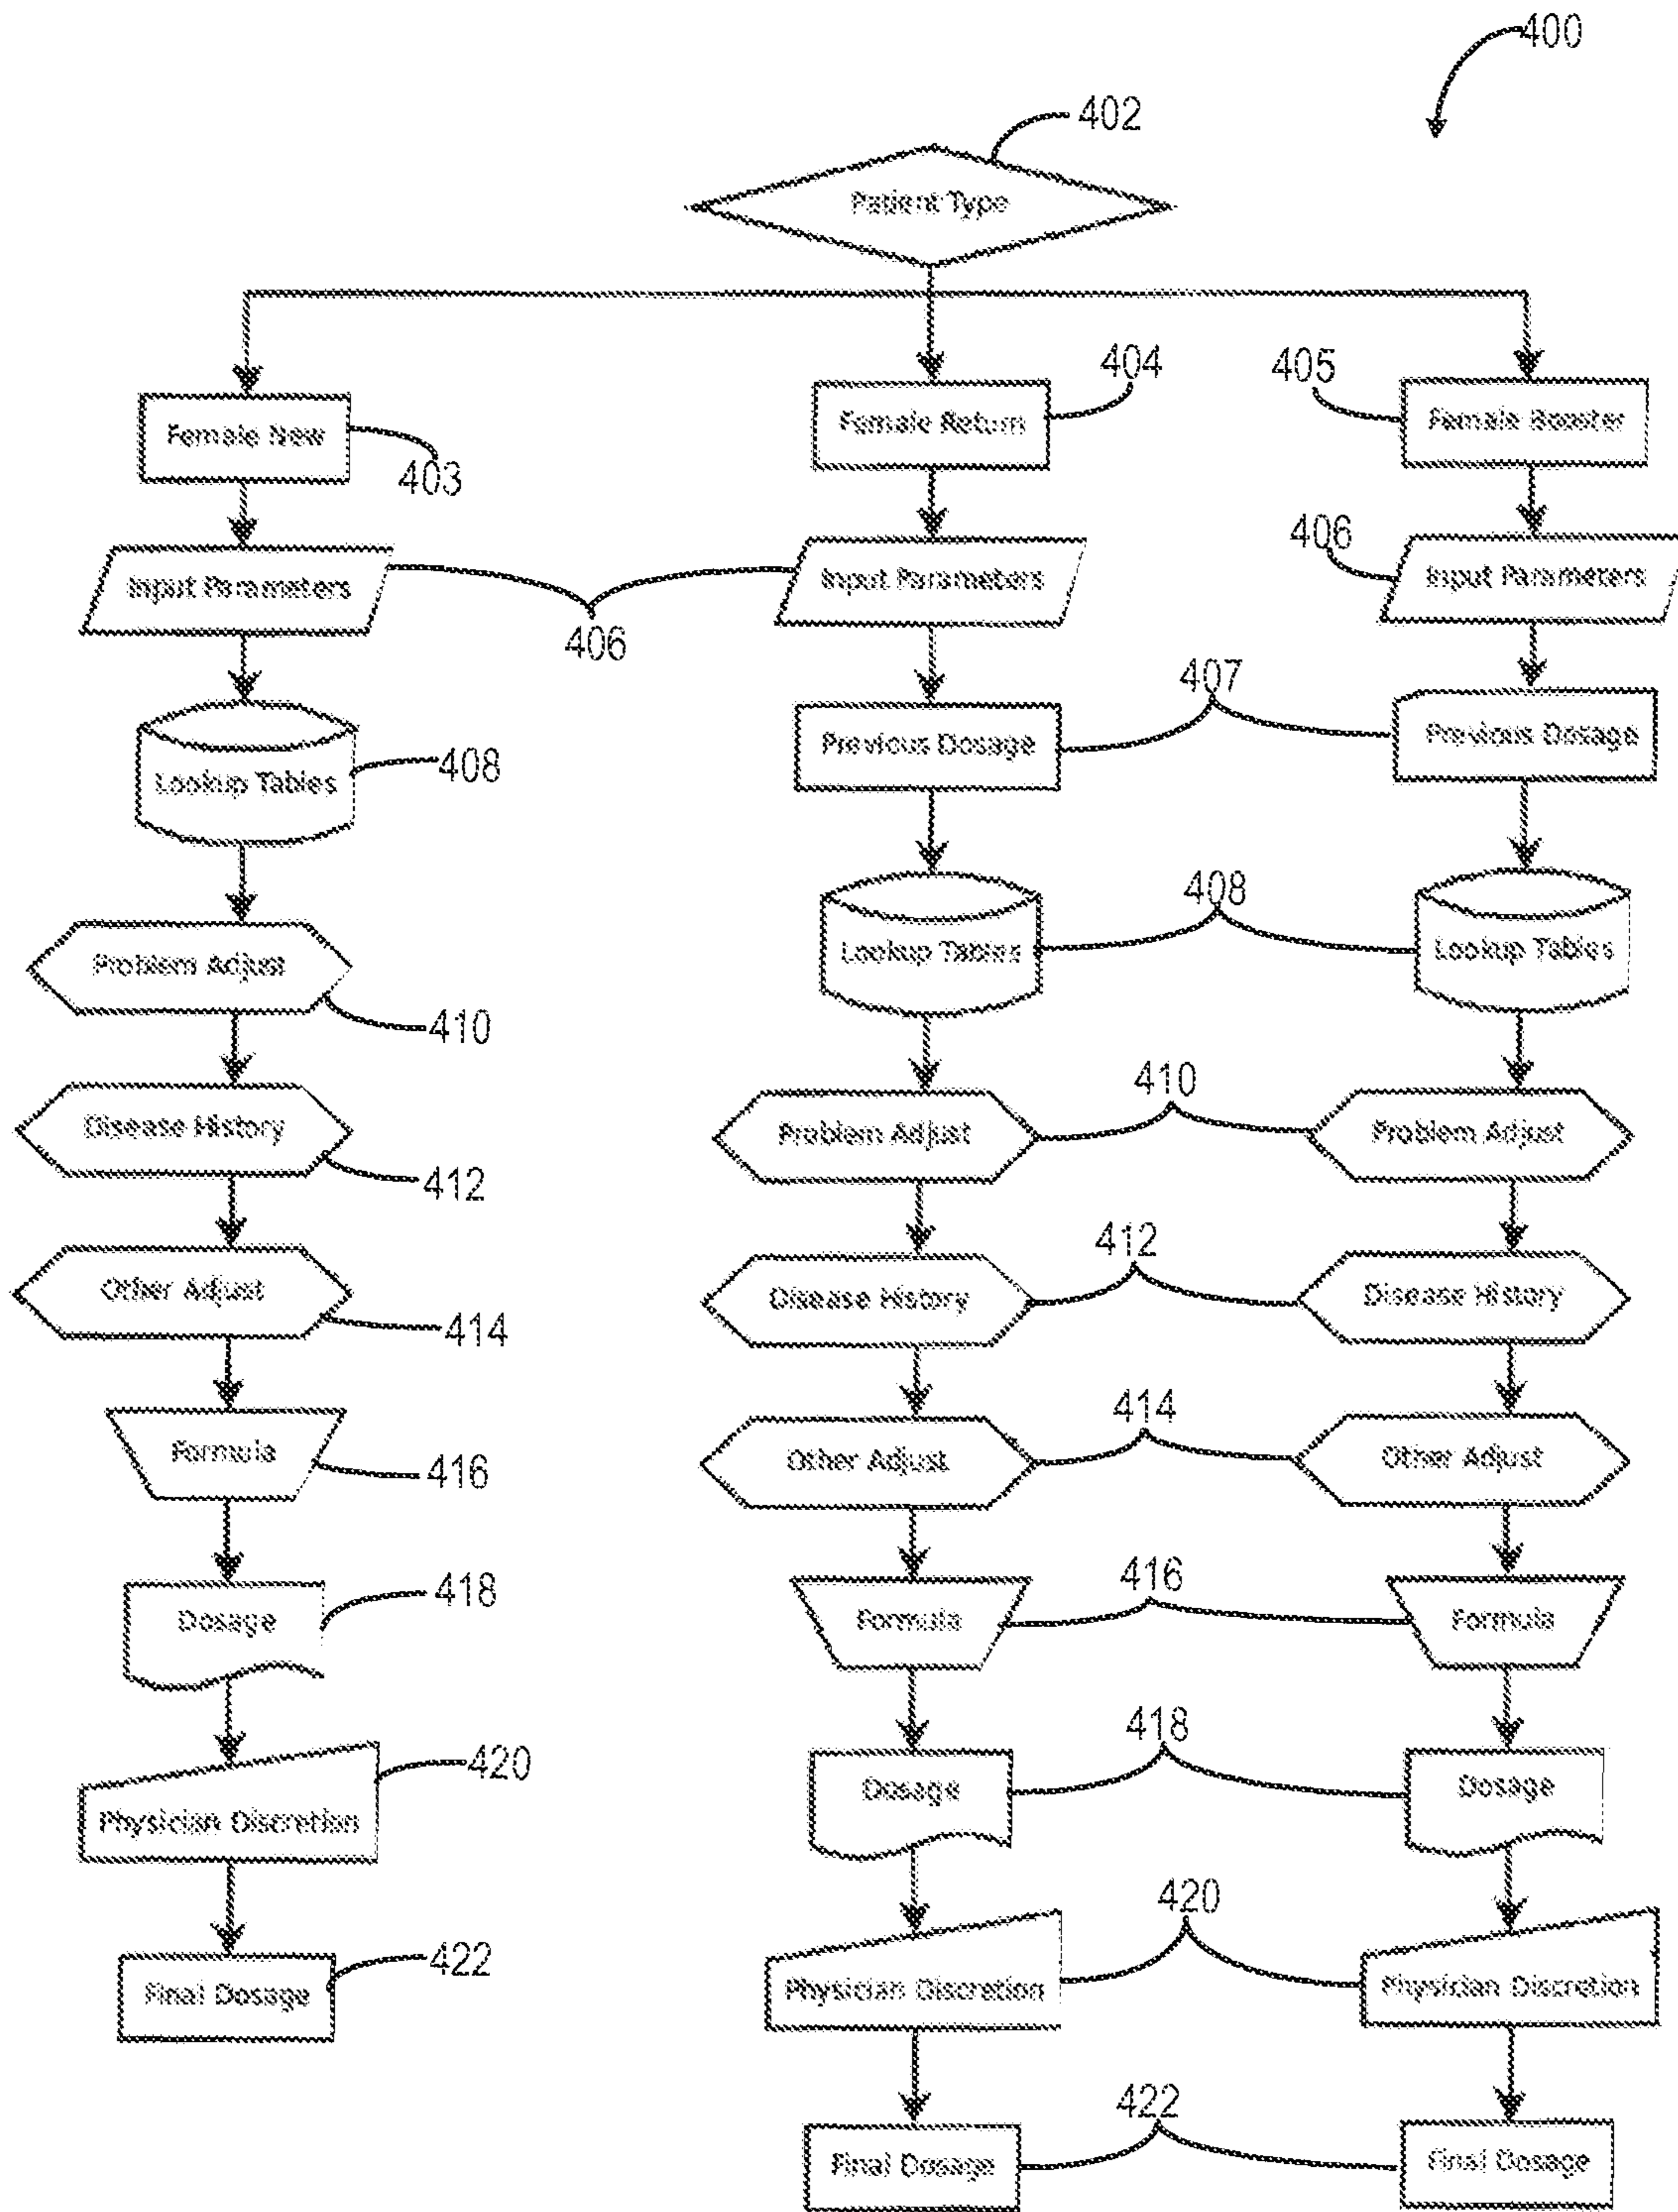 400
402
Patient Type
404
405
Female New
Female Return
Female Booster
403
406
Input Parameters
Input Parameters
Input Parameters
406
407
Previous Dosage
Previous Dosage
Lookup Tables
408
408
Lookup Tables
Lookup Tables
Problem Adjust
410
410
Disease History
Problem Adjust
Problem Adjust
412
412
Other Adjust
Disease History
Disease History
414
414
Formula
Other Adjust
Other Adjust
416
416
Dosage
418
Formula
Formula
418
420
Physician Discretion
Dosage
Dosage
420
422
Final Dosage
Physician Discretion
Physician Discretion
422
Final Dosage
Final Dosage